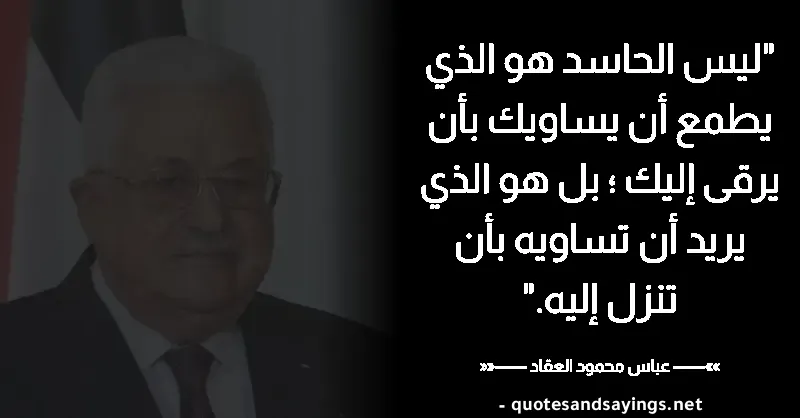 "ليس الحاسد هو الذي
يطمع أن يساويك بأن
يرقى إليك ؛ بل هو الذي
يريد أن تساويه بأن
تنزل إليه."
»»—— عباس محمود العقاد ——««
- quotesandsayings.net